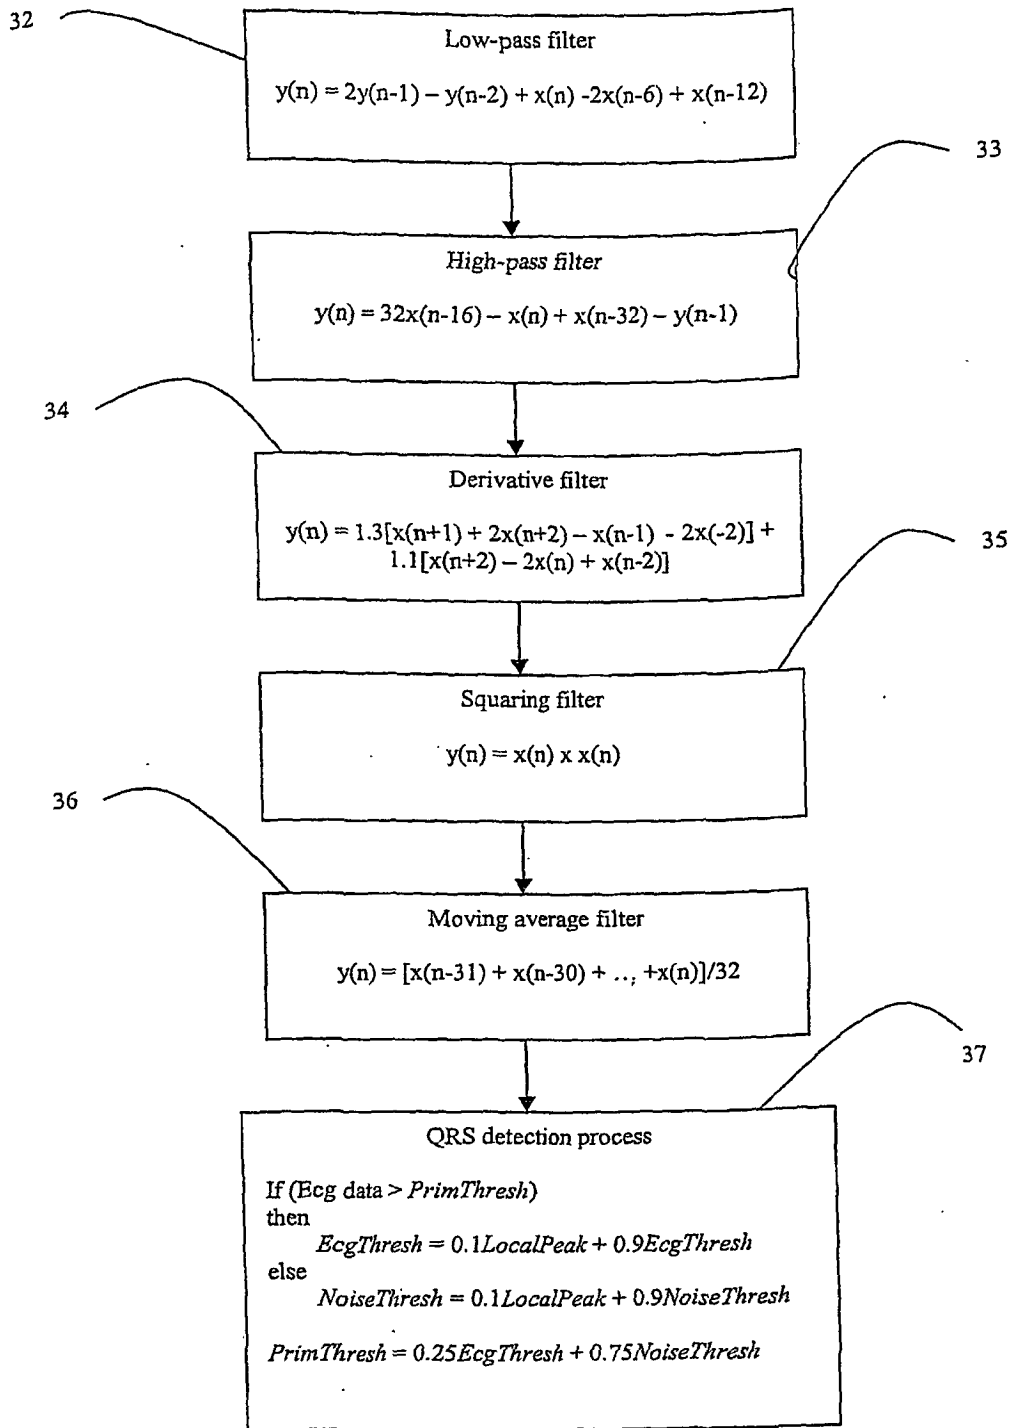 32
Low-pass filter
y(n) = 2y(n-1) – y(n-2) + x(n) -2x(n-6) + x(n-12)
33
High-pass filter
y(n) = 32x(n-16) – x(n) + x(n-32) – y(n-1)
34
Derivative filter
y(n) = 1.3[x(n+1) + 2x(n+2) – x(n-1) - 2x(-2)] +
1.1[x(n+2) – 2x(n) + x(n-2)]
35
Squaring filter
y(n) = x(n) x x(n)
36
Moving average filter
y(n) = [x(n-31) + x(n-30) + ..; +x(n)]/32
37
QRS detection process
If (Ecg data > PrimThresh)
then
EcgThresh = 0.1LocalPeak + 0.9EcgThresh
else
NoiseThresh = 0.1LocalPeak + 0.9NoiseThresh
PrimThresh = 0.25EcgThresh + 0.75NoiseThresh